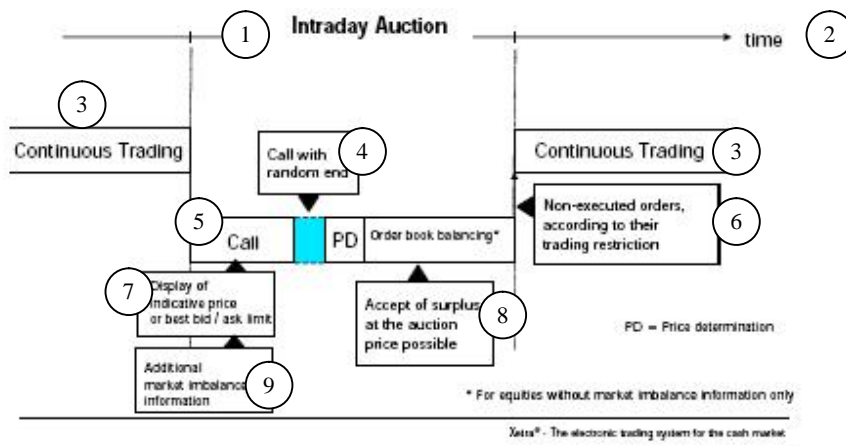 1
Intraday Auction
time
2
3
Continuous Trading
Call with
random end
4
Continuous Trading
3
5
Call
PD
Order book balancing*
Non-executed orders,
according to their
trading restriction
6
7
Display of
indicative price
or best bid / ask limit
Accept of surplus
at the auction
price possible
8
PD = Price determination
Additional
market imbalance
information
9
* For equities without market imbalance information only
Xetra® - The electronic trading system for the cash market